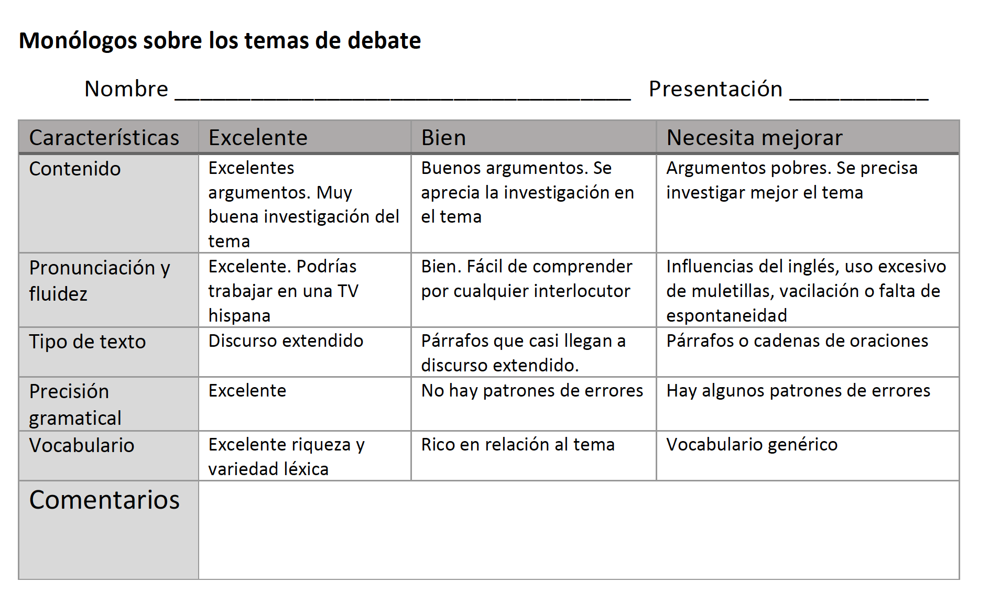 Monólogos sobre los temas de debate
Nombre ____________________________________ Presentación ___________
Características Excelente Bien Necesita mejorar
Contenido
Excelentes
argumentos. Muy
buena investigación del
tema
Buenos argumentos. Se
aprecia la investigación en
el tema
Argumentos pobres. Se precisa
investigar mejor el tema
Pronunciación y
fluidez
Excelente. Podrías
trabajar en una TV
hispana
Bien. Fácil de comprender
por cualquier interlocutor
Influencias del inglés, uso excesivo
de muletillas, vacilación o falta de
espontaneidad
Tipo de texto
Discurso extendido
Párrafos que casi llegan a
discurso extendido.
Párrafos o cadenas de oraciones
Precisión
gramatical
Excelente
No hay patrones de errores
Hay algunos patrones de errores
Vocabulario
Excelente riqueza y
variedad léxica
Rico en relación al tema
Vocabulario genérico
Comentarios